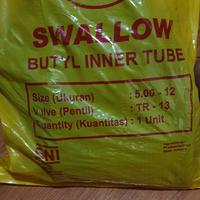 SWALLOW
BUTYL INNER TUBE
Size (Ukuran) : 5.00 - 12
Valve (Pentil) : TR - 13
Quantity (Kuantitas) : 1 Unit
SNI